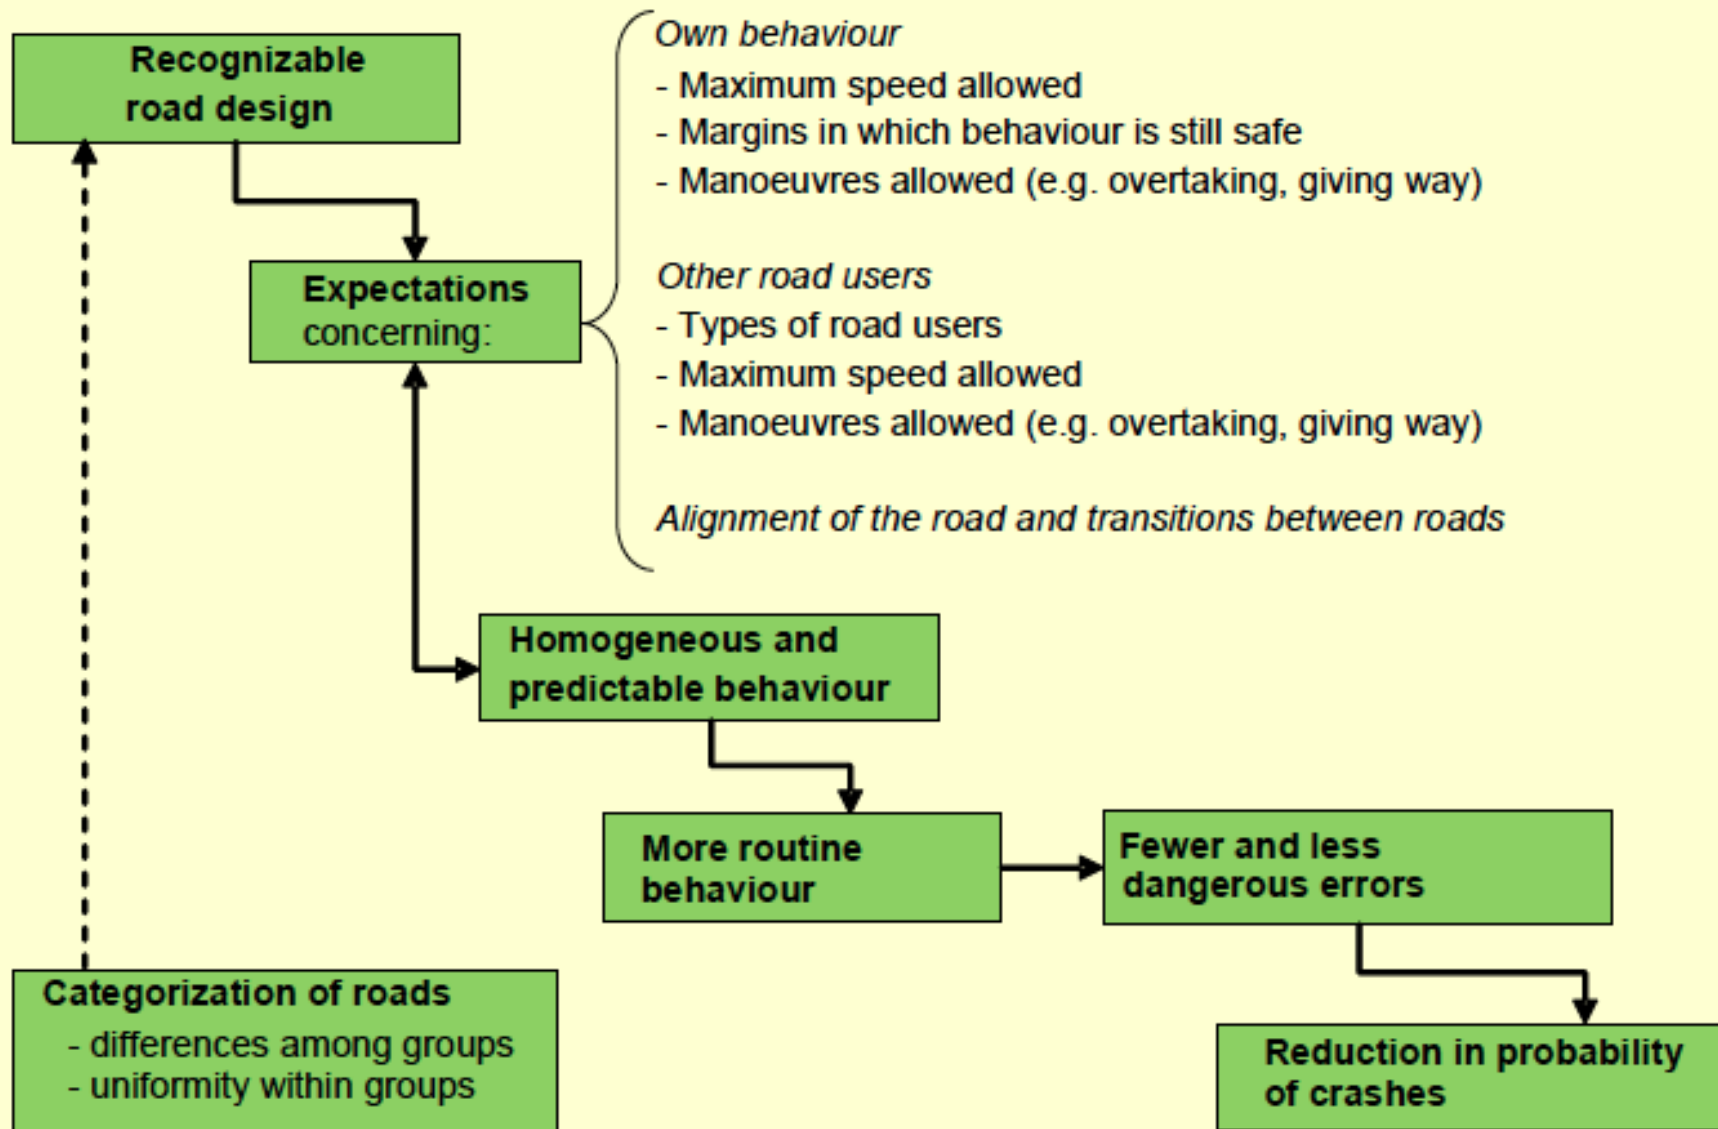 Recognizable
road design
Own behaviour
- Maximum speed allowed
- Margins in which behaviour is still safe
- Manoeuvres allowed (e.g. overtaking, giving way)
Expectations
concerning:
Other road users
- Types of road users
- Maximum speed allowed
- Manoeuvres allowed (e.g. overtaking, giving way)
Alignment of the road and transitions between roads
Homogeneous and
predictable behaviour
More routine
behaviour
Fewer and less
dangerous errors
Categorization of roads
- differences among groups
- uniformity within groups
Reduction in probability
of crashes